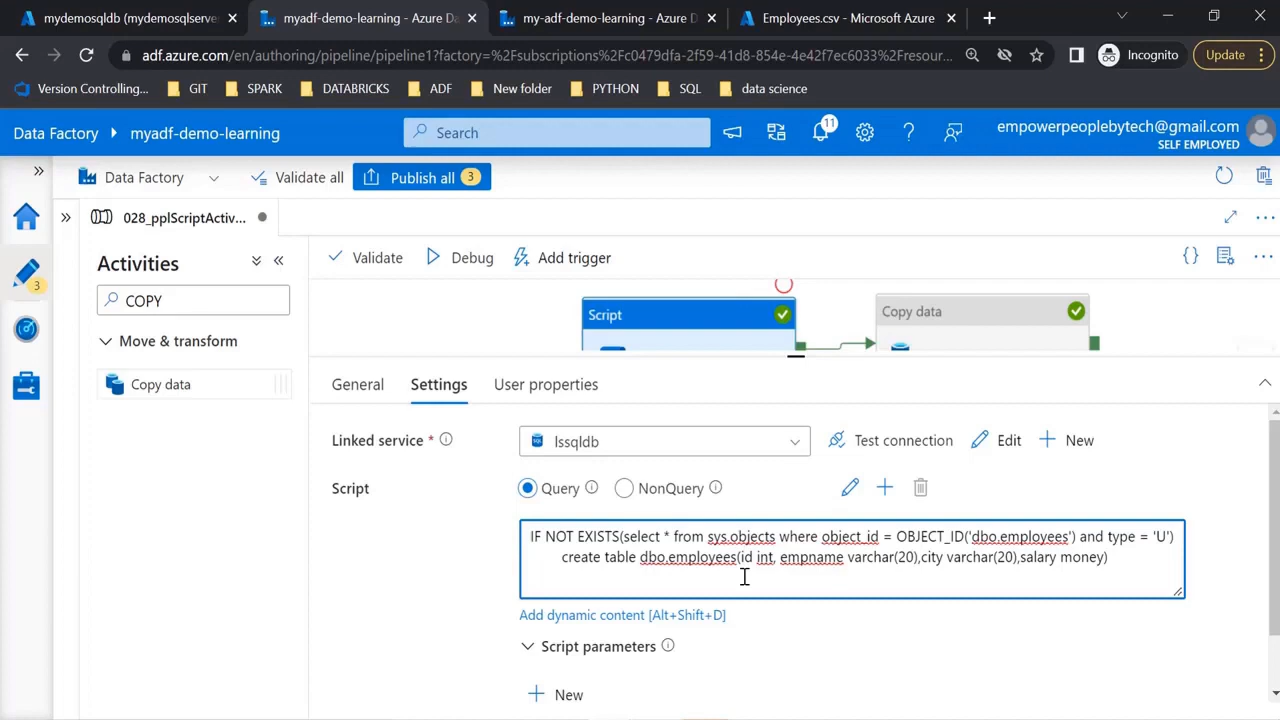 mydemosqldb (mydemosqlserver
myadf-demo-learning - Azure Da
my-adf-demo-learning - Azure D
Employees.csv - Microsoft Azure
adf.azure.com/en/authoring/pipeline/pipeline1?factory=%2Fsubscriptions%2Fc0479dfa-2f59-41d8-854e-4e42f7ec6033%2Fresour...
Incognito
Update
Version Controlling...
GIT
SPARK
DATABRICKS
ADF
New folder
PYTHON
SQL
data science
Data Factory
myadf-demo-learning
Search
11
empowerpeoplebytech@gmail.com
SELF EMPLOYED
Data Factory
Validate all
Publish all
3
028_pplScriptActiv...
Activities
COPY
3
Move & transform
Copy data
Validate
Debug
Add trigger
Script
Copy data
General
Settings
User properties
Linked service *
lssqldb
Test connection
Edit
New
Script
Query
NonQuery
IF NOT EXISTS(select * from sys.objects where object_id = OBJECT_ID('dbo.employees') and type = 'U')
create table dbo.employees(id int, empname varchar(20),city varchar(20),salary money)
Add dynamic content [Alt+Shift+D]
Script parameters
New